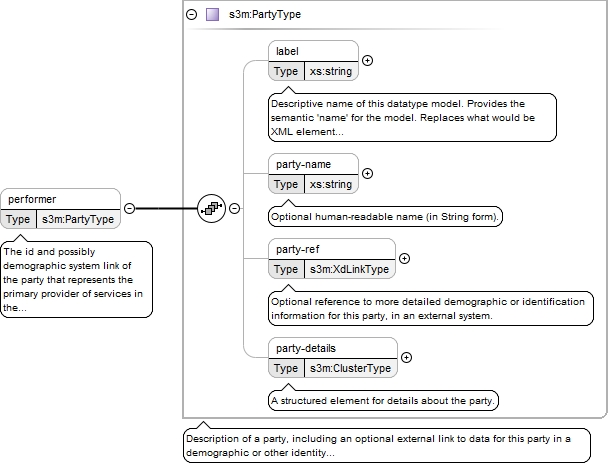 s3m:PartyType
label
Type xs:string
Descriptive name of this datatype model. Provides the
semantic 'name' for the model. Replaces what would be
XML element...
party-name
Type xs:string
Optional human-readable name (in String form).
performer
Type s3m:PartyType
The id and possibly
demographic system link of
the party that represents the
primary provider of services in
the...
party-ref
Type s3m:XdLinkType
Optional reference to more detailed demographic or identification
information for this party, in an external system.
party-details
Type s3m:ClusterType
A structured element for details about the party.
Description of a party, including an optional external link to data for this party in a
demographic or other identity...